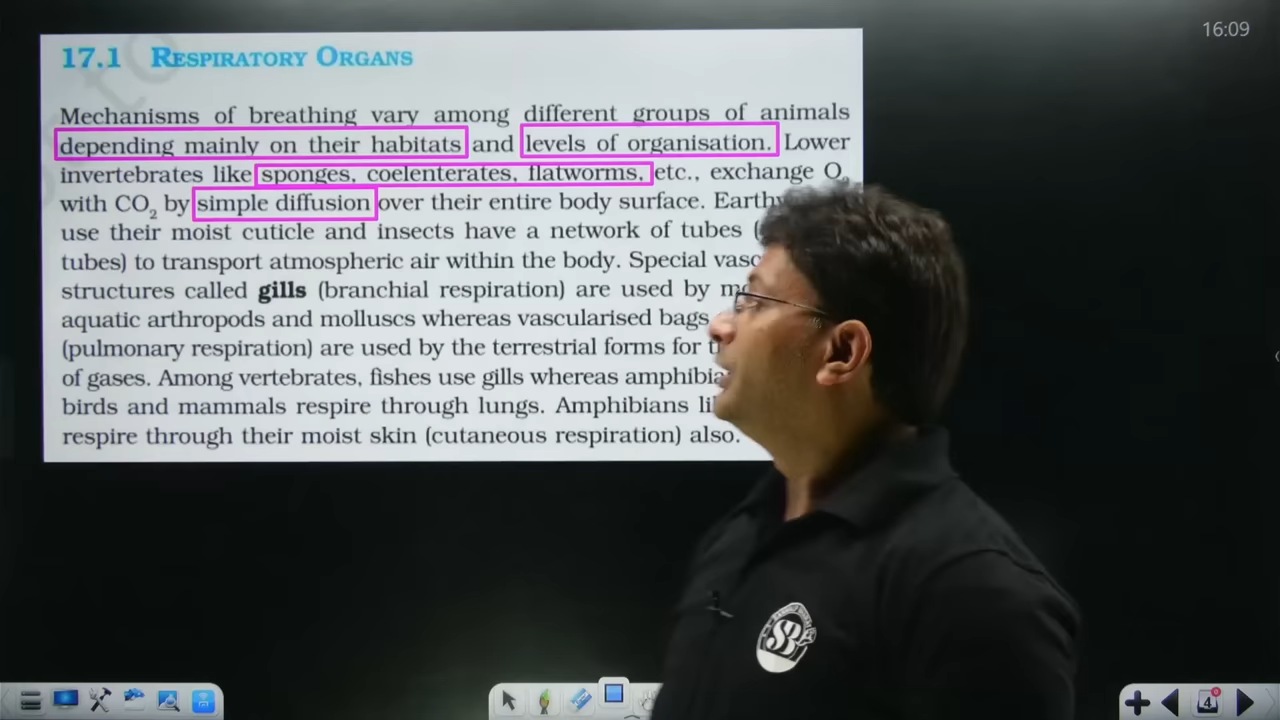 16:09
17.1 RESPIRATORY ORGANS
Mechanisms of breathing vary among different groups of animals
depending mainly on their habitats and levels of organisation. Lower
invertebrates like sponges, coelenterates, flatworms, etc., exchange O2
with CO2 by simple diffusion over their entire body surface.
use their moist cuticle and insects have a network of tubes
tubes) to transport atmospheric air within the body. Special
structures called gills (branchial respiration) are used by
aquatic arthropods and molluscs whereas vascularised bags
(pulmonary respiration) are used by the terrestrial forms for
of gases. Among vertebrates, fishes use gills whereas
birds and mammals respire through lungs. Amphibians
respire through their moist skin (cutaneous respiration) also.
SB
4